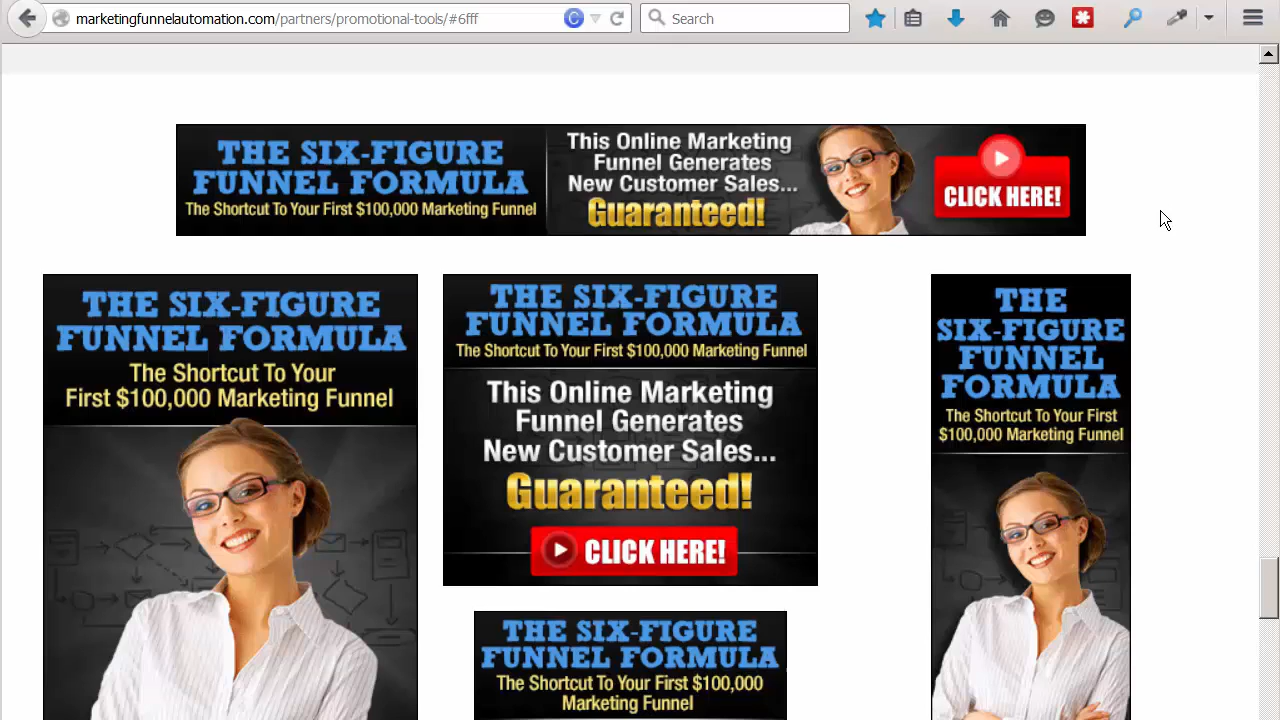 marketingfunnelautomation.com/partners/promotional-tools/#6fff
C
Search
THE SIX-FIGURE
FUNNEL FORMULA
The Shortcut To Your First $100,000 Marketing Funnel
This Online Marketing
Funnel Generates
New Customer Sales...
Guaranteed!
CLICK HERE!
THE SIX-FIGURE
FUNNEL FORMULA
The Shortcut To Your
First $100,000 Marketing Funnel
THE SIX-FIGURE
FUNNEL FORMULA
The Shortcut To Your First $100,000 Marketing Funnel
This Online Marketing
Funnel Generates
New Customer Sales...
Guaranteed!
CLICK HERE!
THE SIX-FIGURE
FUNNEL FORMULA
The Shortcut To Your First $100,000
Marketing Funnel
THE
SIX-FIGURE
FUNNEL
FORMULA
The Shortcut To Your First
$100,000 Marketing Funnel